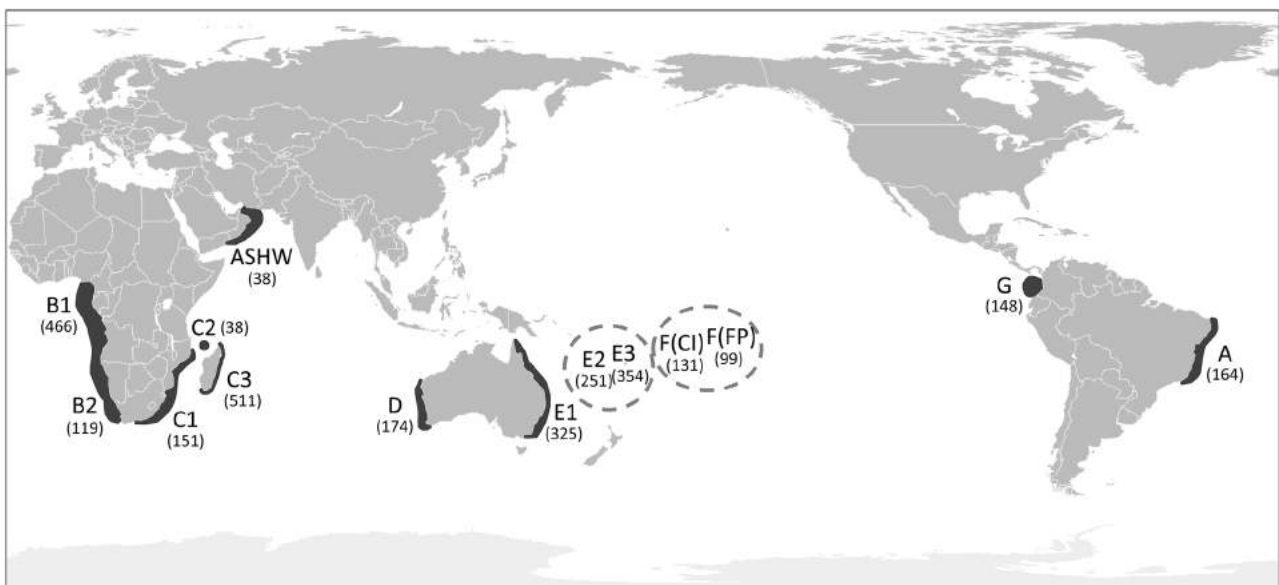 ASHW
(38)
B1
(466)
C2 (38)
C3
(511)
B2
(119)
C1
(151)
D
(174)
E1
(325)
E2 E3
(251) (354)
F(CI) F(FP)
(131) (99)
G
(148)
A
(164)